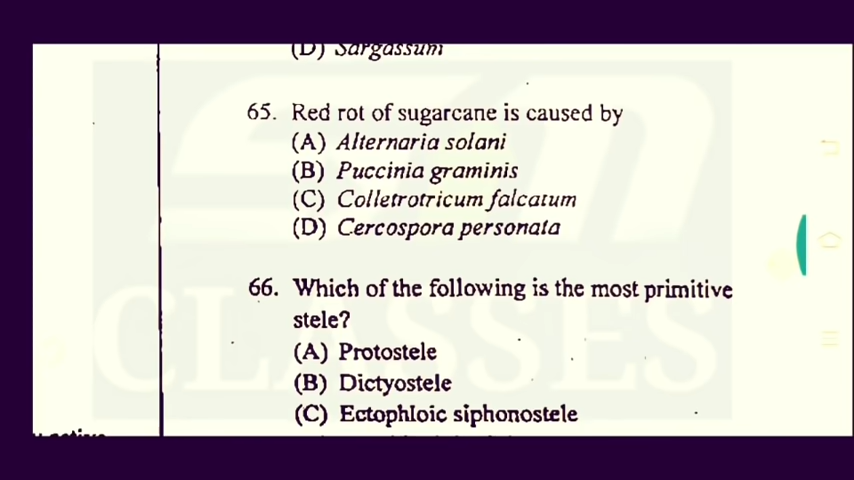 (D) Sargassum
65. Red rot of sugarcane is caused by
(A) Alternaria solani
(B) Puccinia graminis
(C) Colletrotricum falcatum
(D) Cercospora personata
66. Which of the following is the most primitive
stele?
(A) Protostele
(B) Dictyostele
(C) Ectophloic siphonostele
CLASSES